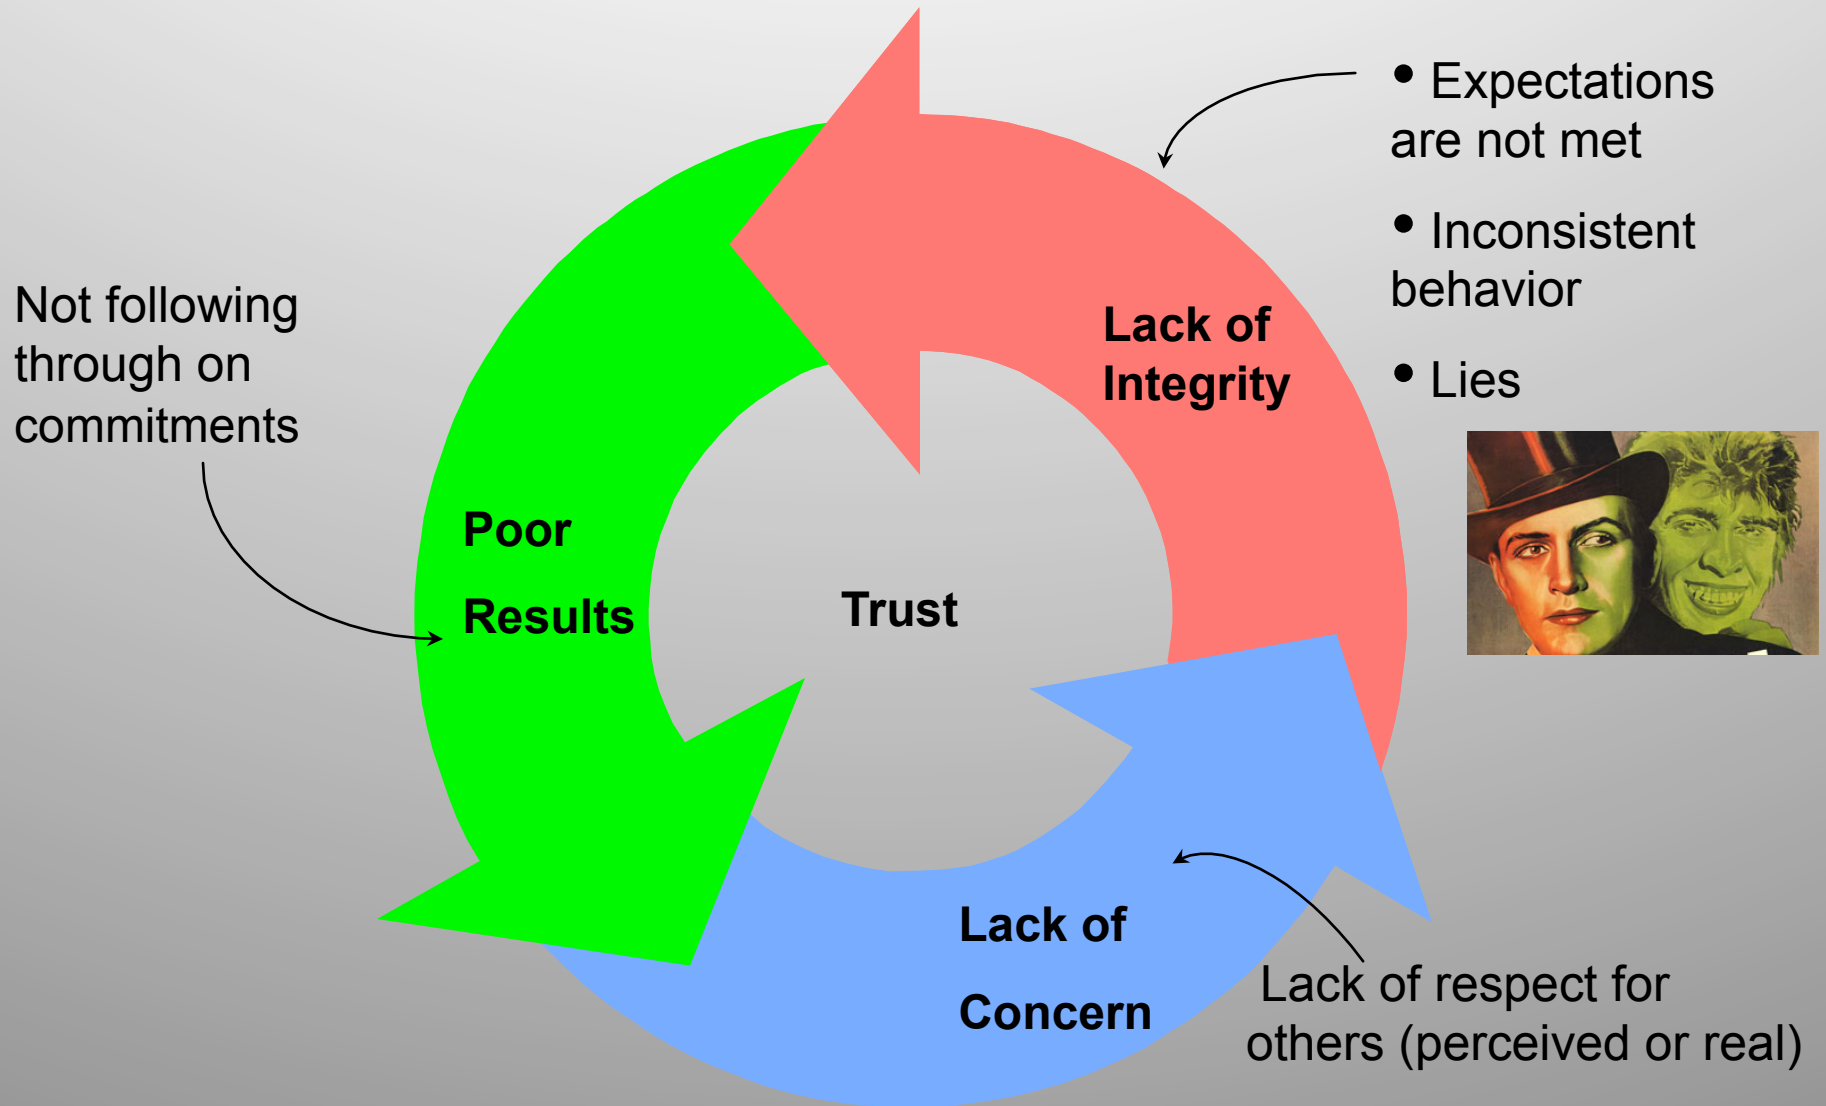 • Expectations
are not met
• Inconsistent
behavior
• Lies
Not following
through on
commitments
Lack of
Integrity
Poor
Results
Trust
Lack of
Concern
Lack of respect for
others (perceived or real)